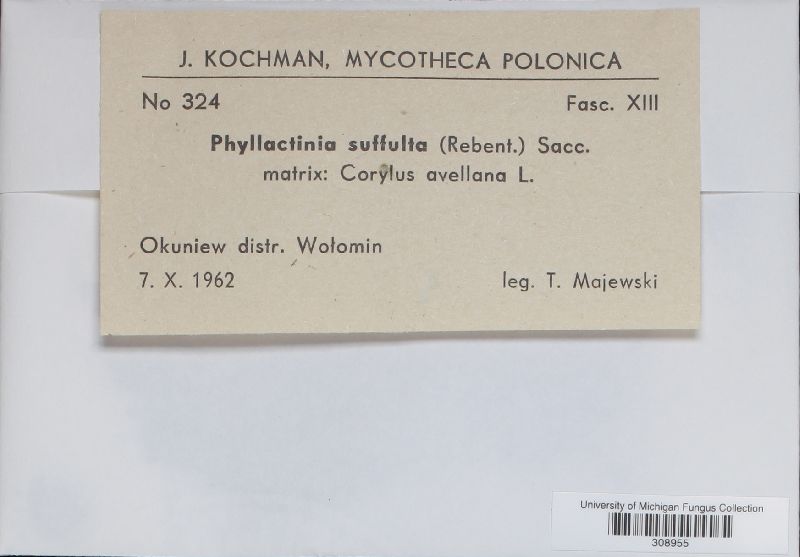 J. KOCHMAN, MYCOTHECA POLONICA
No 324 Fasc. XIII
Phyllactinia suffulta (Rebent.) Sacc.
matrix: Corylus avellana L.
Okuniew distr. Wołomin
7. X. 1962 leg. T. Majewski
University of Michigan Fungus Collection
308955